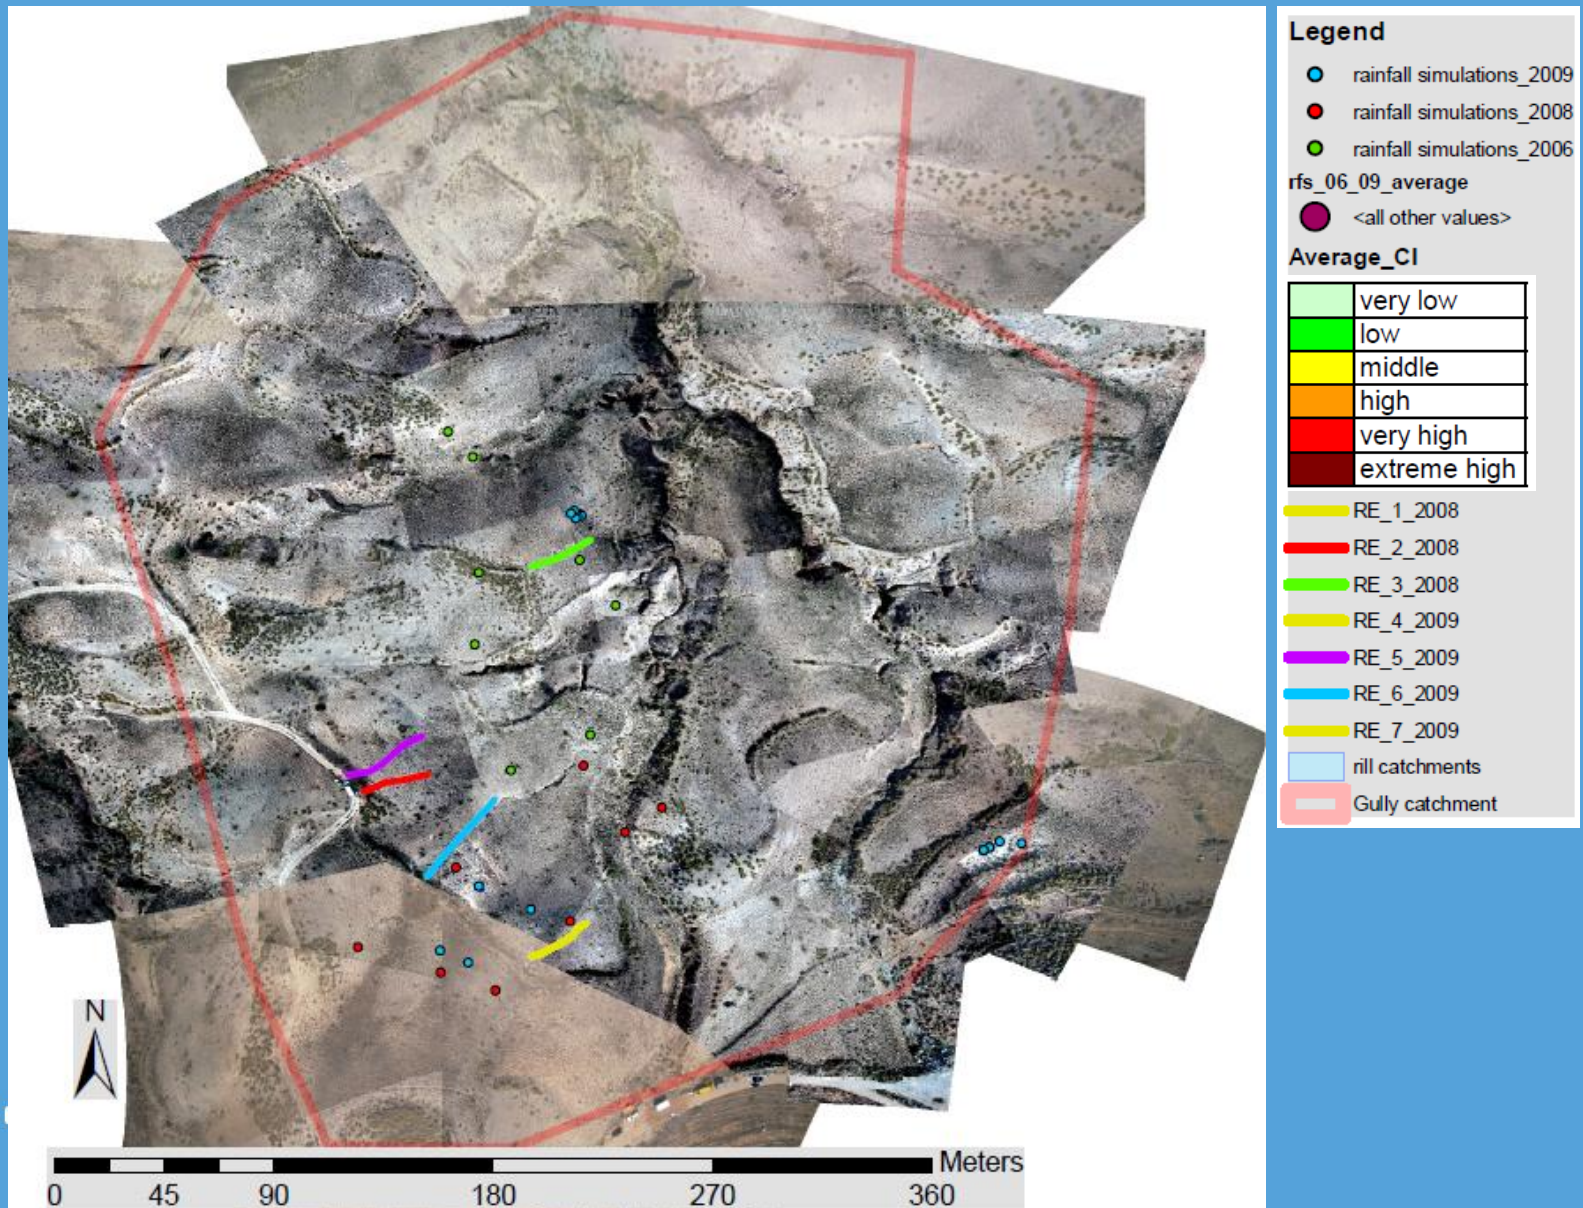 Legend
rainfall simulations_2009
rainfall simulations_2008
rainfall simulations_2006
rfs_06_09_average
<all other values>
Average_CI
very low
low
middle
high
very high
extreme high
RE_1_2008
RE_2_2008
RE_3_2008
RE_4_2009
RE_5_2009
RE_6_2009
RE_7_2009
rill catchments
Gully catchment
N
Meters
0 45 90 180 270 360